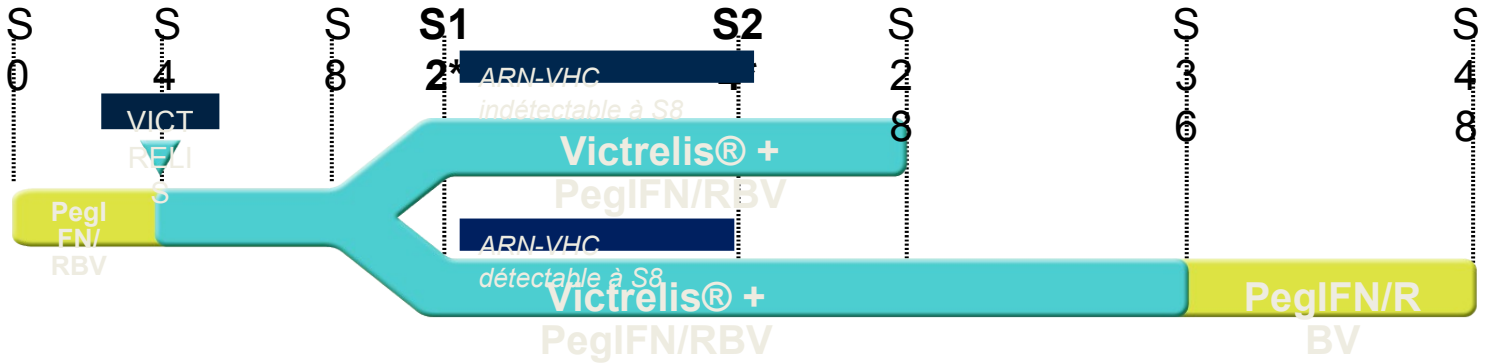 S
0
S
4
S
8
S1
2*
S2
4*
S
2
8
S
3
6
S
4
8
VICT
RELI
S
ARN-VHC
indétectable à S8
Victrelis® +
PegIFN/RBV
PegI
FN/
RBV
ARN-VHC
détectable à S8
Victrelis® +
PegIFN/RBV
PegIFN/R
BV